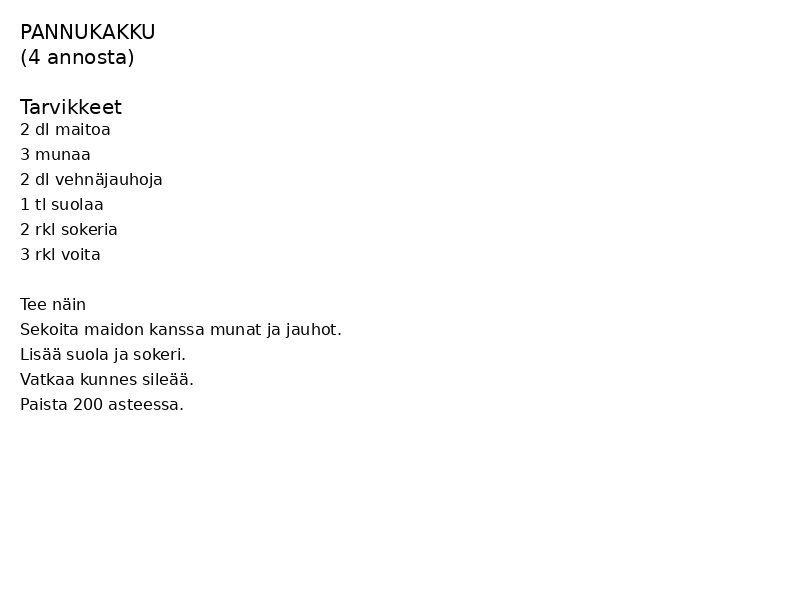 PANNUKAKKU
(4 annosta)
Tarvikkeet
2 dl maitoa
3 munaa
2 dl vehnäjauhoja
1 tl suolaa
2 rkl sokeria
3 rkl voita
Tee näin
Sekoita maidon kanssa munat ja jauhot.
Lisää suola ja sokeri.
Vatkaa kunnes sileää.
Paista 200 asteessa.